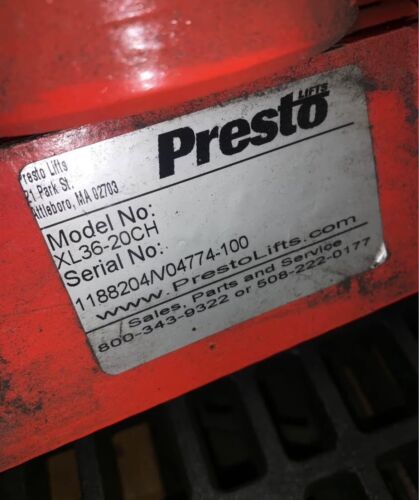 Presto
LIFTS
Presto Lifts
21 Park St.
Attleboro, MA 02703
Model No:
XL36-20CH
Serial No:
1188204/V04774-100
www.PrestoLifts.com
Sales, Parts and Service
800-343-9322 or 508-222-0177